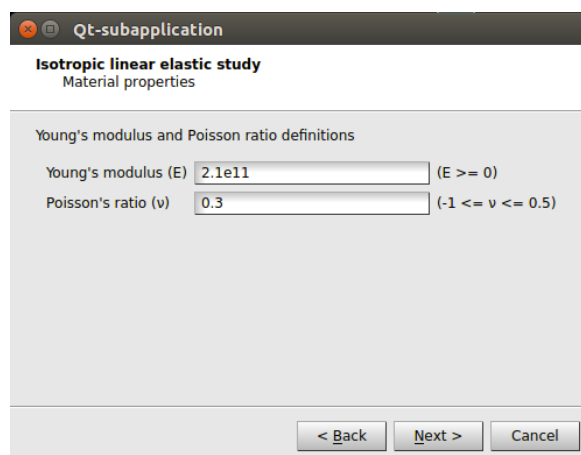 Qt-subapplication
Isotropic linear elastic study
Material properties
Young's modulus and Poisson ratio definitions
Young's modulus (E) 2.1e11 (E >= 0)
Poisson's ratio (ν) 0.3 (-1 <= ν <= 0.5)
< Back Next > Cancel